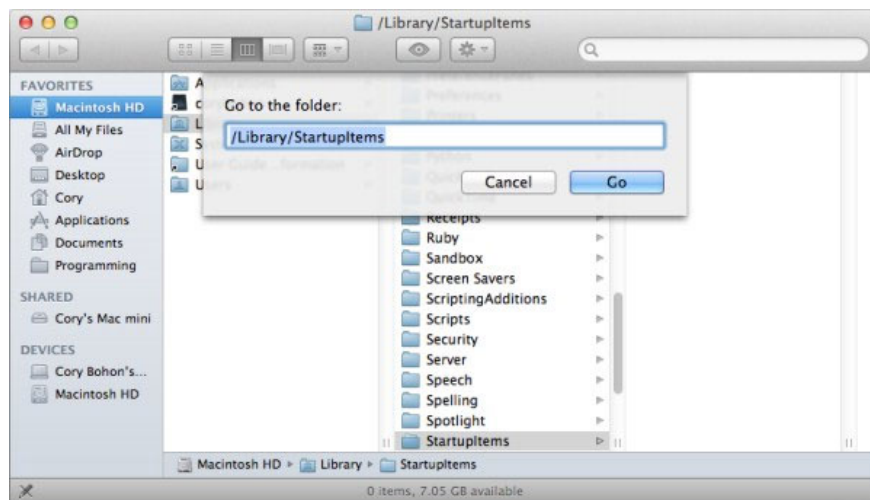 /Library/StartupItems
FAVORITES
Macintosh HD
All My Files
AirDrop
Desktop
Cory
Applications
Documents
Programming
SHARED
Cory's Mac mini
DEVICES
Cory Bohon's...
Macintosh HD
Go to the folder:
/Library/StartupItems
Cancel
Go
Receipts
Ruby
Sandbox
Screen Savers
ScriptingAdditions
Scripts
Security
Server
Speech
Spelling
Spotlight
StartupItems
Macintosh HD Library StartupItems
0 items, 7.05 GB available